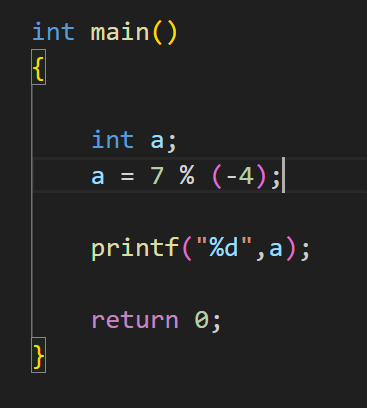 int main()
{
int a;
a = 7 % (-4);
printf("%d",a);
return 0;
}